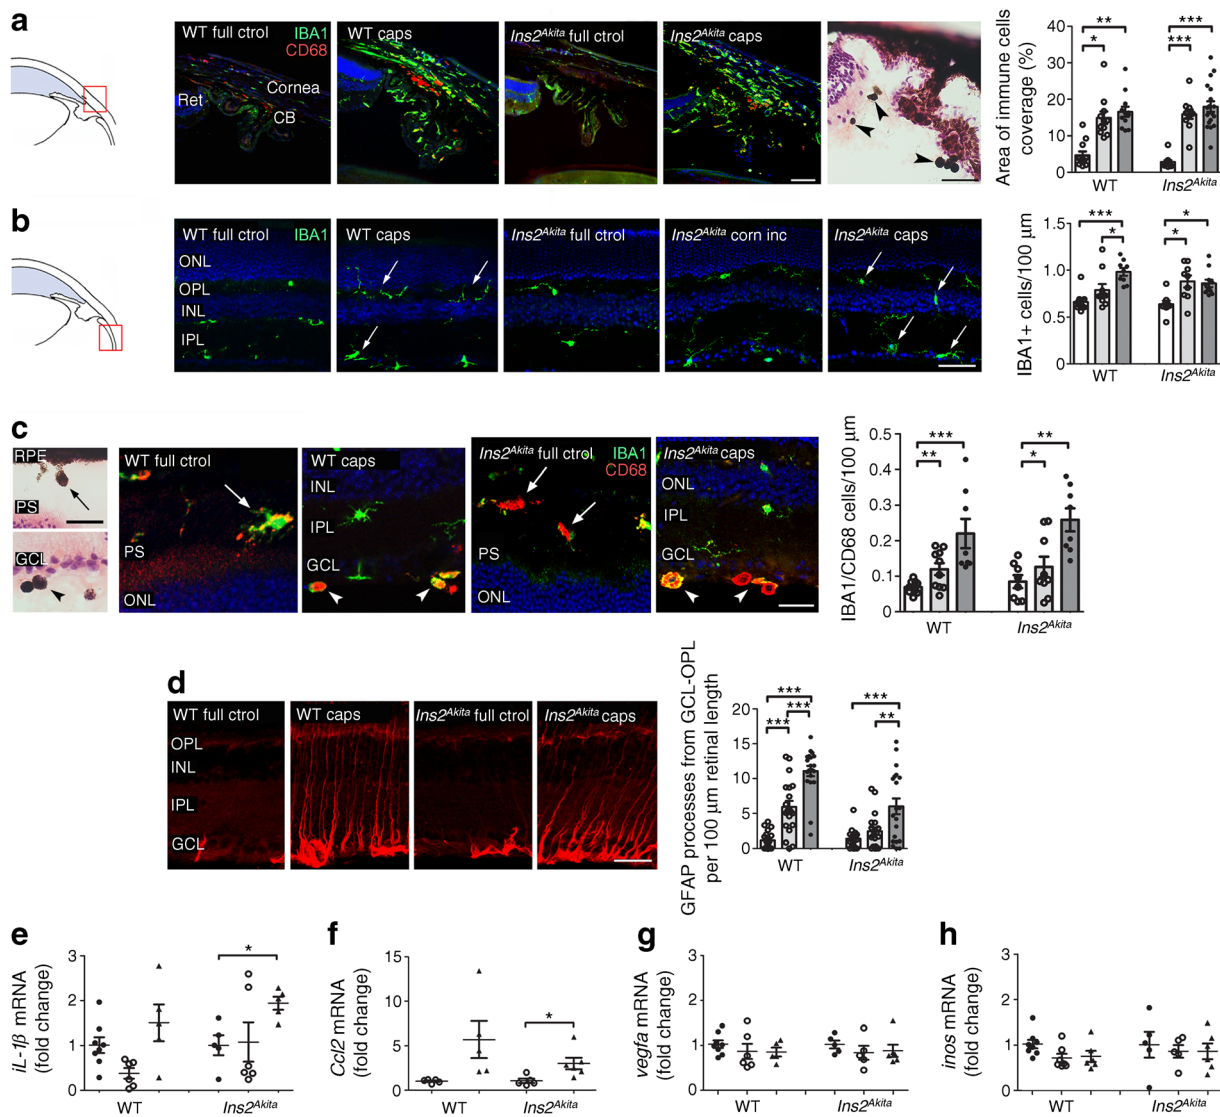 a
WT full ctrol
IBA1
CD68
Ret
Cornea
CB
WT caps
Ins2Akita full ctrol
Ins2Akita caps
Area of immune cells
coverage (%)
40
30
20
10
0
**
*
***
***
WT
Ins2Akita
b
WT full ctrol
IBA1
ONL
OPL
INL
IPL
WT caps
Ins2Akita full ctrol
Ins2Akita corn inc
Ins2Akita caps
IBA1+ cells/100 µm
1.5
1.0
0.5
0
***
*
*
*
WT
Ins2Akita
c
RPE
PS
GCL
WT full ctrol
PS
ONL
WT caps
INL
IPL
GCL
Ins2Akita full ctrol
IBA1
CD68
PS
ONL
Ins2Akita caps
ONL
IPL
GCL
IBA1/CD68 cells/100 µm
0.5
0.4
0.3
0.2
0.1
0
***
**
**
*
WT
Ins2Akita
d
WT full ctrol
OPL
INL
IPL
GCL
WT caps
Ins2Akita full ctrol
Ins2Akita caps
GFAP processes from GCL-OPL
per 100 µm retinal length
20
15
10
5
0
***
***
***
***
**
WT
Ins2Akita
e
iL-1β mRNA
(fold change)
3
2
1
0
*
WT
Ins2Akita
f
Ccl2 mRNA
(fold change)
15
10
5
0
*
WT
Ins2Akita
g
vegfa mRNA
(fold change)
3
2
1
0
WT
Ins2Akita
h
inos mRNA
(fold change)
3
2
1
0
WT
Ins2Akita